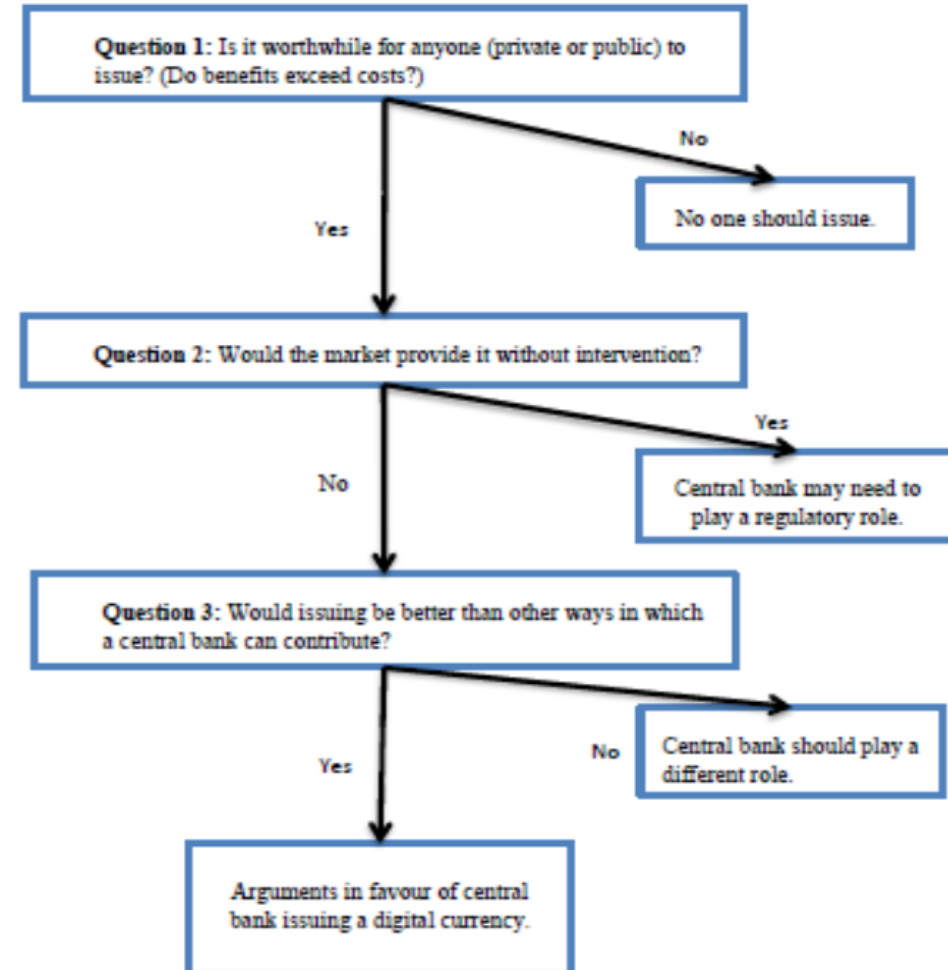 Question 1: Is it worthwhile for anyone (private or public) to
issue? (Do benefits exceed costs?)
No
No one should issue.
Yes
Question 2: Would the market provide it without intervention?
Yes
Central bank may need to
play a regulatory role.
No
Question 3: Would issuing be better than other ways in which
a central bank can contribute?
No
Central bank should play a
different role.
Yes
Arguments in favour of central
bank issuing a digital currency.